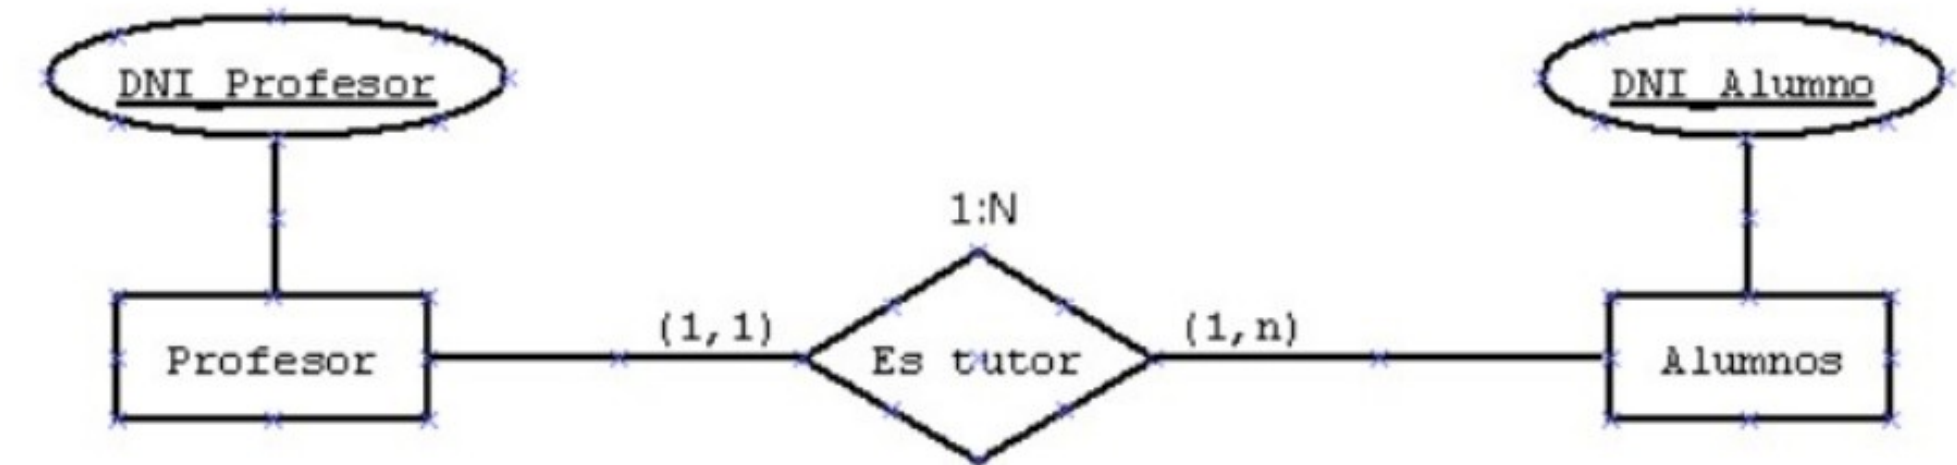 DNI_Profesor
DNI_Alumno
1:N
(1,1)
(1,n)
Profesor
Es tutor
Alumnos